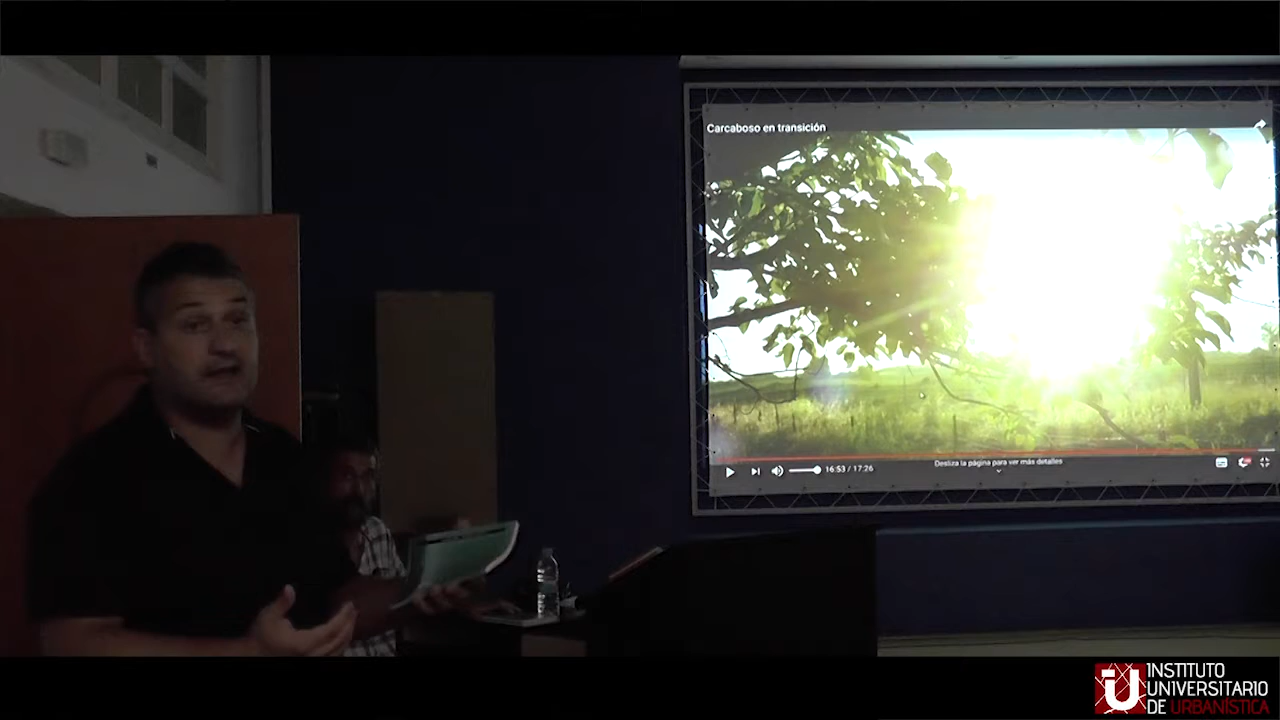 Carcaboso en transición
16:53 / 17:26
Desliza la página para ver más detalles
INSTITUTO
UNIVERSITARIO
DE URBANÍSTICA